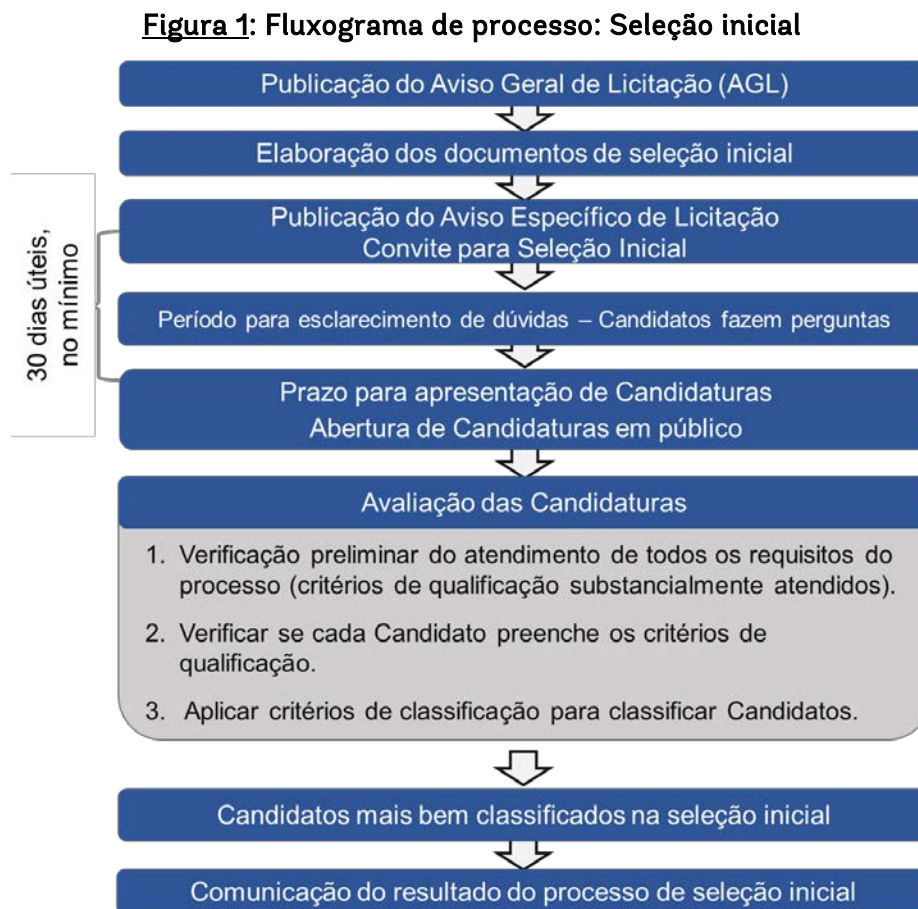 Figura 1: Fluxograma de processo: Seleção inicial
Publicação do Aviso Geral de Licitação (AGL)
Elaboração dos documentos de seleção inicial
30 dias úteis,
no mínimo
Publicação do Aviso Específico de Licitação
Convite para Seleção Inicial
Período para esclarecimento de dúvidas – Candidatos fazem perguntas
Prazo para apresentação de Candidaturas
Abertura de Candidaturas em público
Avaliação das Candidaturas
1. Verificação preliminar do atendimento de todos os requisitos do
processo (critérios de qualificação substancialmente atendidos).
2. Verificar se cada Candidato preenche os critérios de
qualificação.
3. Aplicar critérios de classificação para classificar Candidatos.
Candidatos mais bem classificados na seleção inicial
Comunicação do resultado do processo de seleção inicial